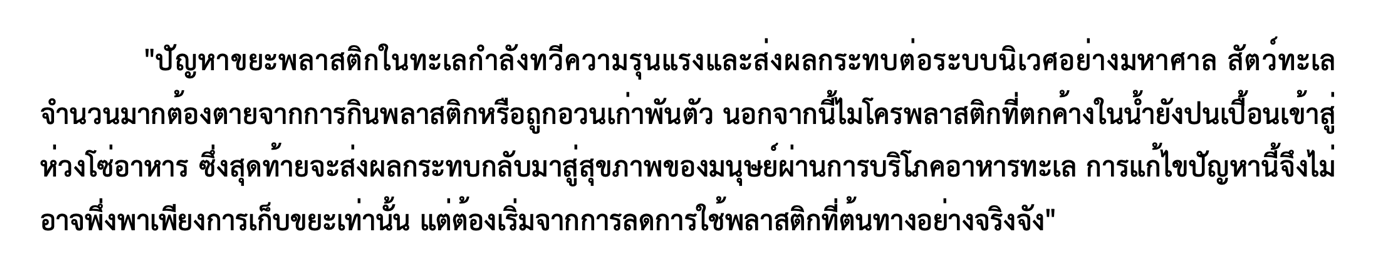 "ปัญหาขยะพลาสติกในทะเลกำลังทวีความรุนแรงและส่งผลกระทบต่อระบบนิเวศอย่างมหาศาล สัตว์ทะเล
จำนวนมากต้องตายจากการกินพลาสติกหรือถูกอวนเก่าพันตัว นอกจากนี้ไมโครพลาสติกที่ตกค้างในน้ำยังปนเปื้อนเข้าสู่
ห่วงโซ่อาหาร ซึ่งสุดท้ายจะส่งผลกระทบกลับมาสู่สุขภาพของมนุษย์ผ่านการบริโภคอาหารทะเล การแก้ไขปัญหานี้จึงไม่
อาจพึ่งพาเพียงการเก็บขยะเท่านั้น แต่ต้องเริ่มจากการลดการใช้พลาสติกที่ต้นทางอย่างจริงจัง"